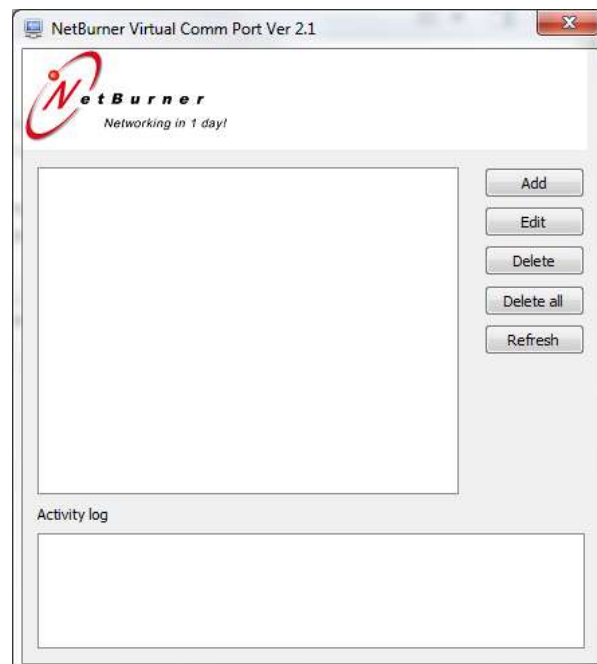 NetBurner Virtual Comm Port Ver 2.1
NetBurner
Networking in 1 day!
Add
Edit
Delete
Delete all
Refresh
Activity log